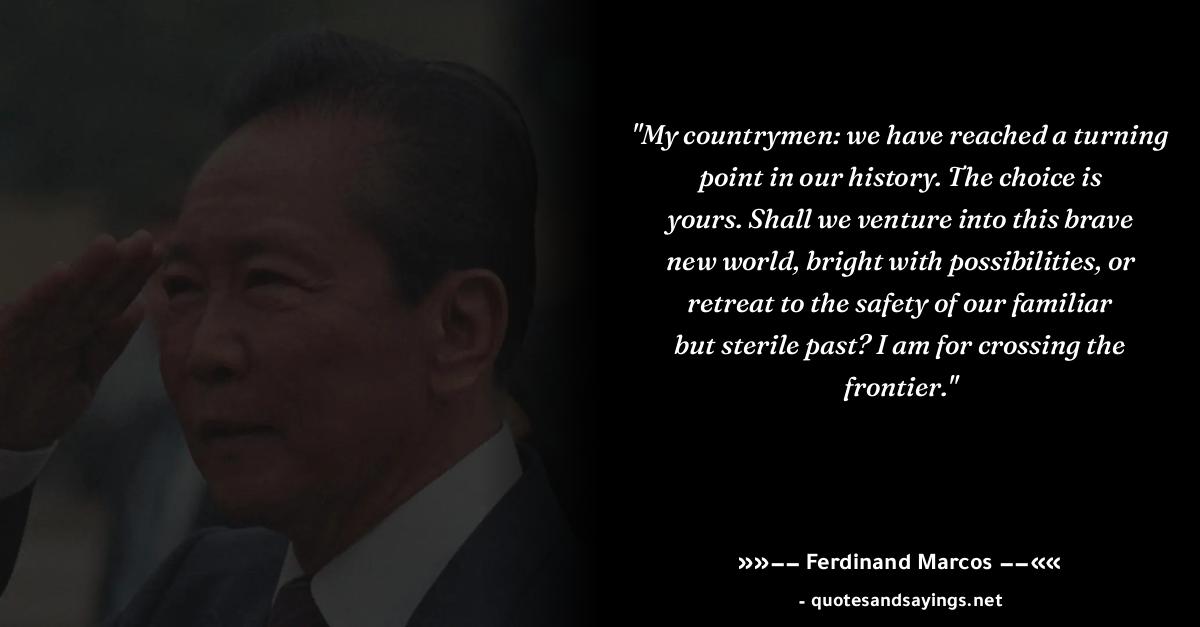 "My countrymen: we have reached a turning
point in our history. The choice is
yours. Shall we venture into this brave
new world, bright with possibilities, or
retreat to the safety of our familiar
but sterile past? I am for crossing the
frontier."
»»–– Ferdinand Marcos ––««
- quotesandsayings.net